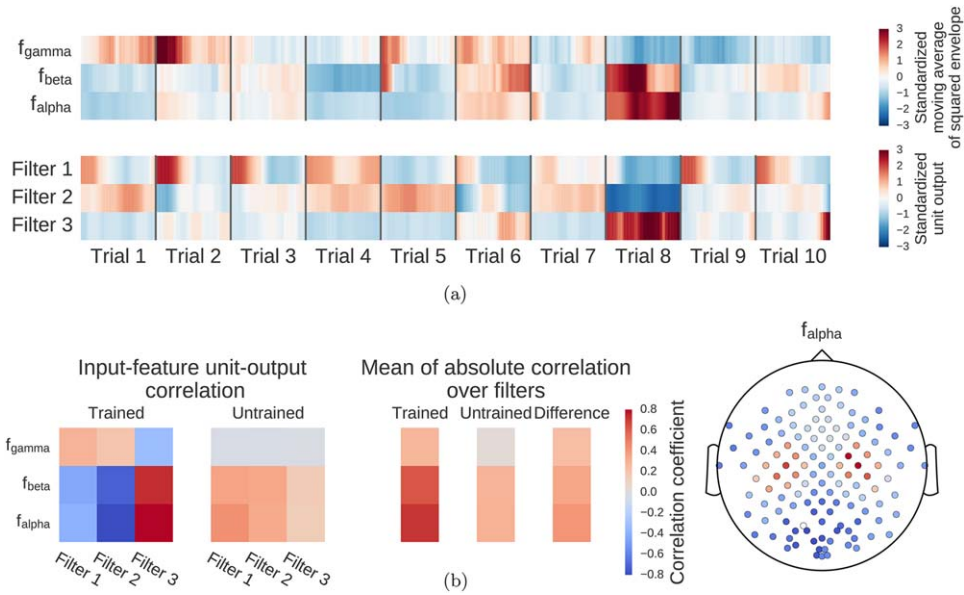 f_gamma
f_beta
f_alpha
3
2
1
0
−1
−2
−3
Standardized
moving average
of squared envelope
Filter 1
Filter 2
Filter 3
3
2
1
0
−1
−2
−3
Standardized
unit output
Trial 1 Trial 2 Trial 3 Trial 4 Trial 5 Trial 6 Trial 7 Trial 8 Trial 9 Trial 10
(a)
Input-feature unit-output
correlation
Trained Untrained
f_gamma
f_beta
f_alpha
Filter 1 Filter 2 Filter 3 Filter 1 Filter 2 Filter 3
Mean of absolute correlation
over filters
Trained Untrained Difference
0.8
0.6
0.4
0.2
0.0
−0.2
−0.4
−0.6
−0.8
Correlation coefficient
f_alpha
(b)